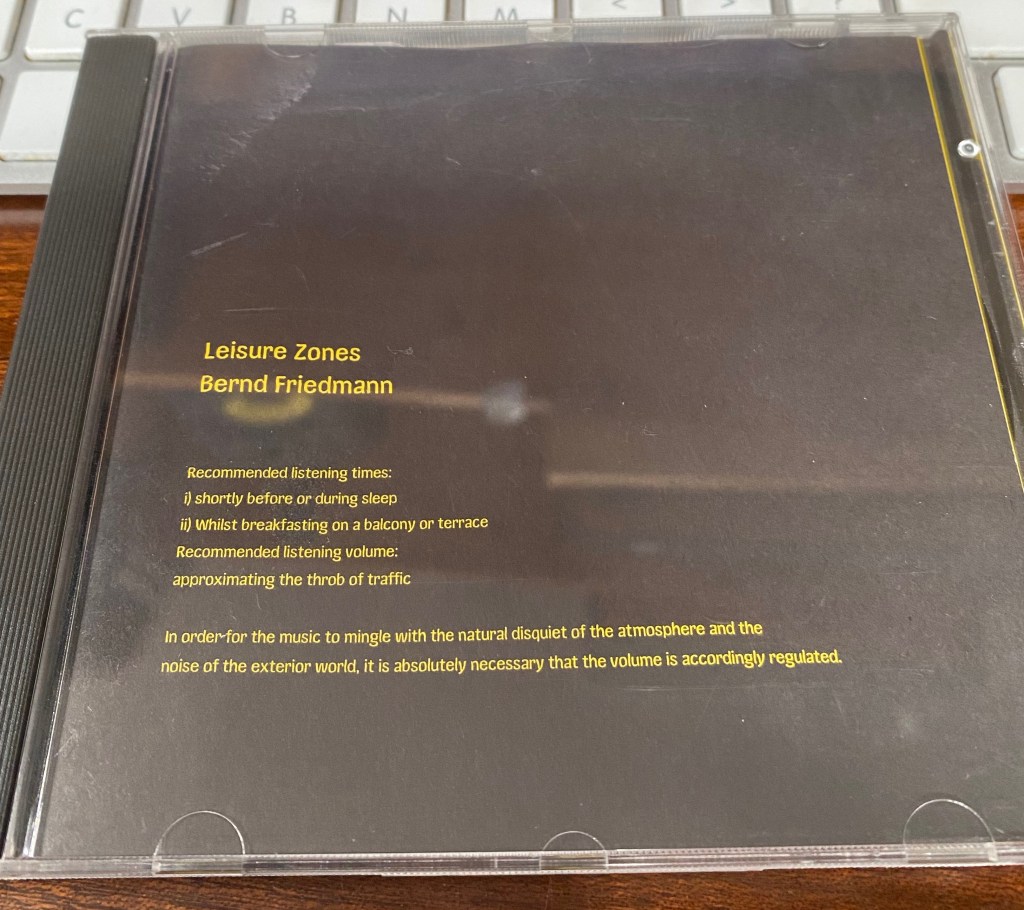 C V B N M < > ?
Leisure Zones
Bernd Friedmann
Recommended listening times:
i) shortly before or during sleep
ii) Whilst breakfasting on a balcony or terrace
Recommended listening volume:
approximating the throb of traffic
In order for the music to mingle with the natural disquiet of the atmosphere and the
noise of the exterior world, it is absolutely necessary that the volume is accordingly regulated.